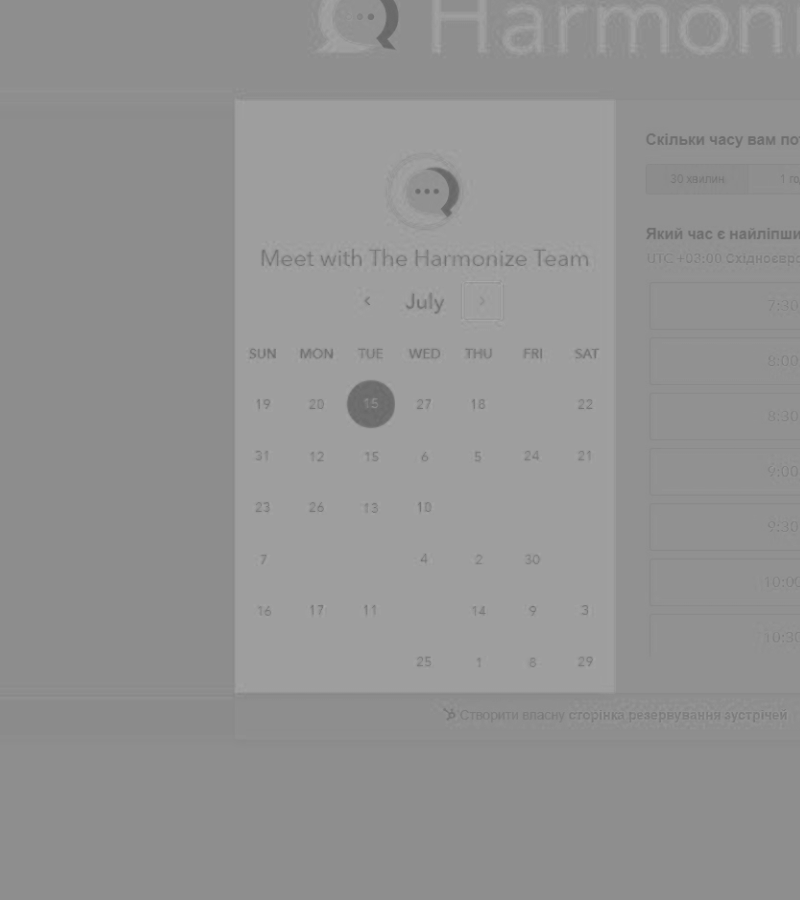 Harmoni
Meet with The Harmonize Team
July
SUN MON TUE WED THU FRI SAT
19 20 15 27 18 22
31 12 15 6 5 24 21
23 26 13 10
7 4 2 30
16 17 11 14 9 3
25 1 8 29
Скільки часу вам по
30 хвилин 1 го
Який час є найліпши
UTC +03:00 Східноєвро
7:30
8:00
8:30
9:00
9:30
10:00
10:30
Створити власну сторінка резервування зустрічей